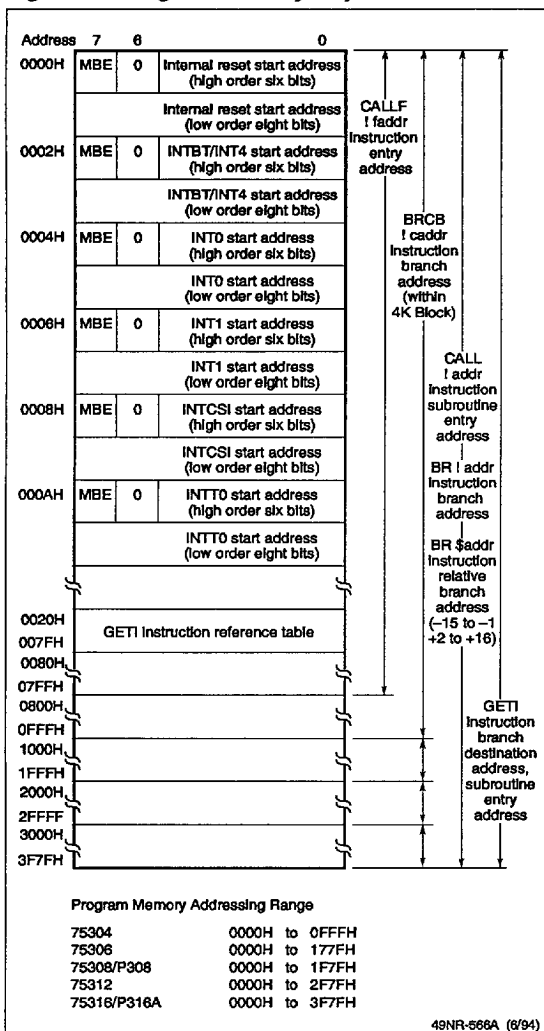 Address 7 6 0
0000H MBE 0 Internal reset start address
(high order six bits)
Internal reset start address
(low order eight bits)
0002H MBE 0 INTBT/INT4 start address
(high order six bits)
INTBT/INT4 start address
(low order eight bits)
0004H MBE 0 INT0 start address
(high order six bits)
INT0 start address
(low order eight bits)
0006H MBE 0 INT1 start address
(high order six bits)
INT1 start address
(low order eight bits)
0008H MBE 0 INTCSI start address
(high order six bits)
INTCSI start address
(low order eight bits)
000AH MBE 0 INTT0 start address
(high order six bits)
INTT0 start address
(low order eight bits)
0020H
GETI instruction reference table
007FH
0080H
07FFH
0800H
0FFFH
1000H
1FFFH
2000H
2FFFF
3000H
3F7FH
CALLF
! faddr
instruction
entry
address
BRCB
! caddr
instruction
branch
address
(within
4K Block)
CALL
! addr
instruction
subroutine
entry
address
BR ! addr
instruction
branch
address
BR $addr
instruction
relative
branch
address
(–15 to –1
+2 to +16)
GETI
instruction
branch
destination
address,
subroutine
entry
address
Program Memory Addressing Range
75304 0000H to 0FFFH
75306 0000H to 177FH
75308/P308 0000H to 1F7FH
75312 0000H to 2F7FH
75316/P316A 0000H to 3F7FH
49NR-566A (6/94)